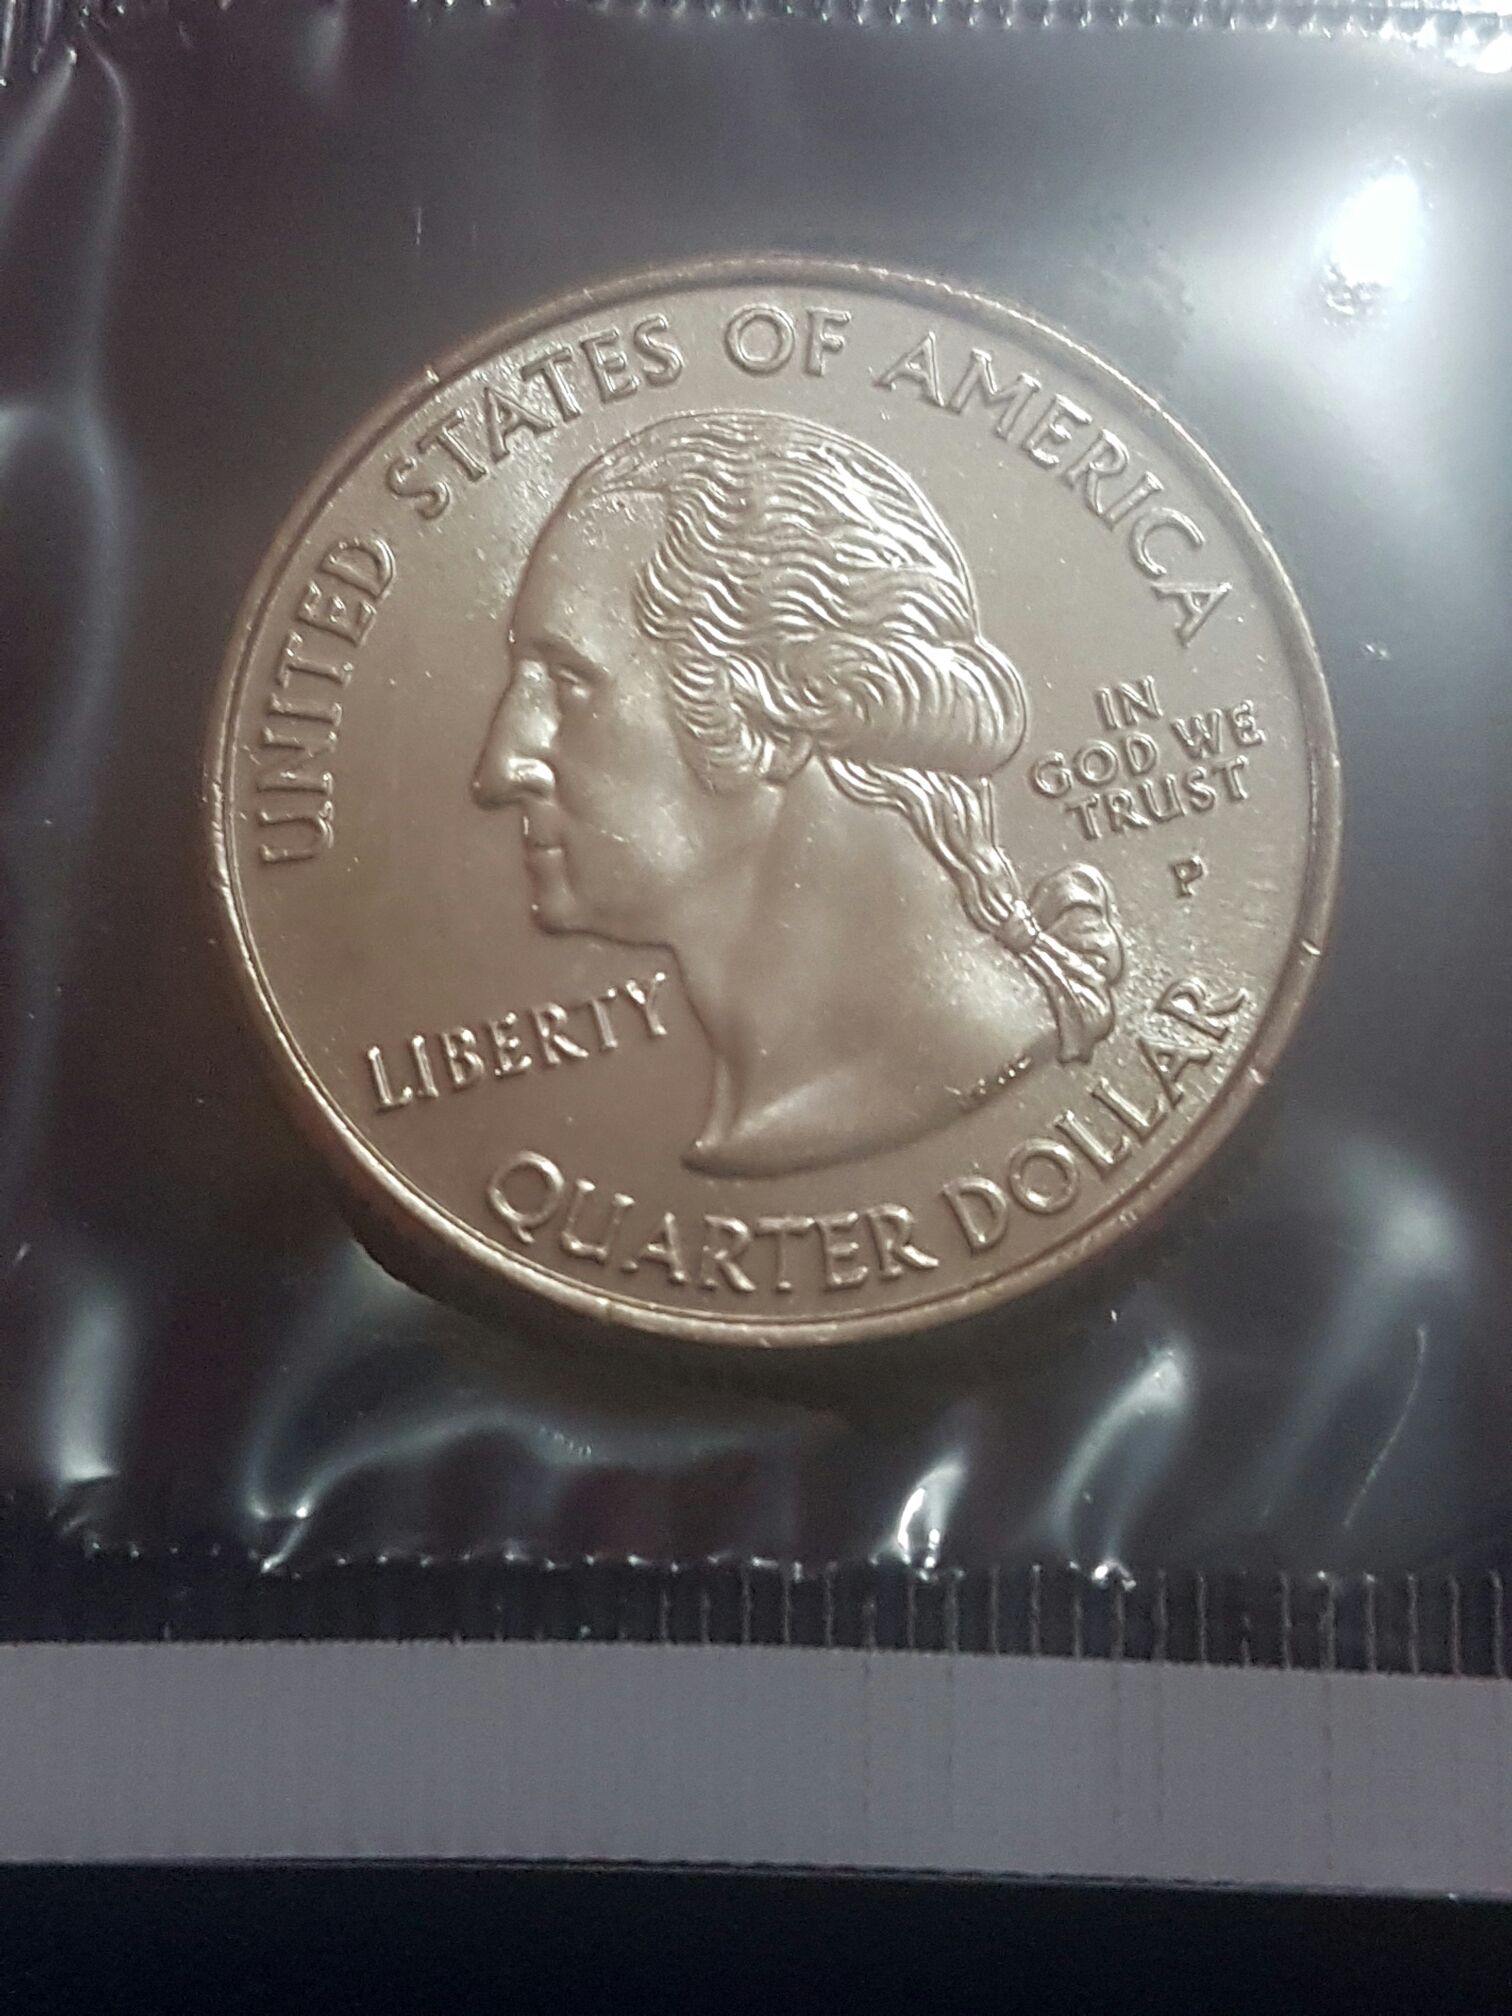 UNITED STATES OF AMERICA
IN
GOD WE
TRUST
P
LIBERTY
QUARTER DOLLAR